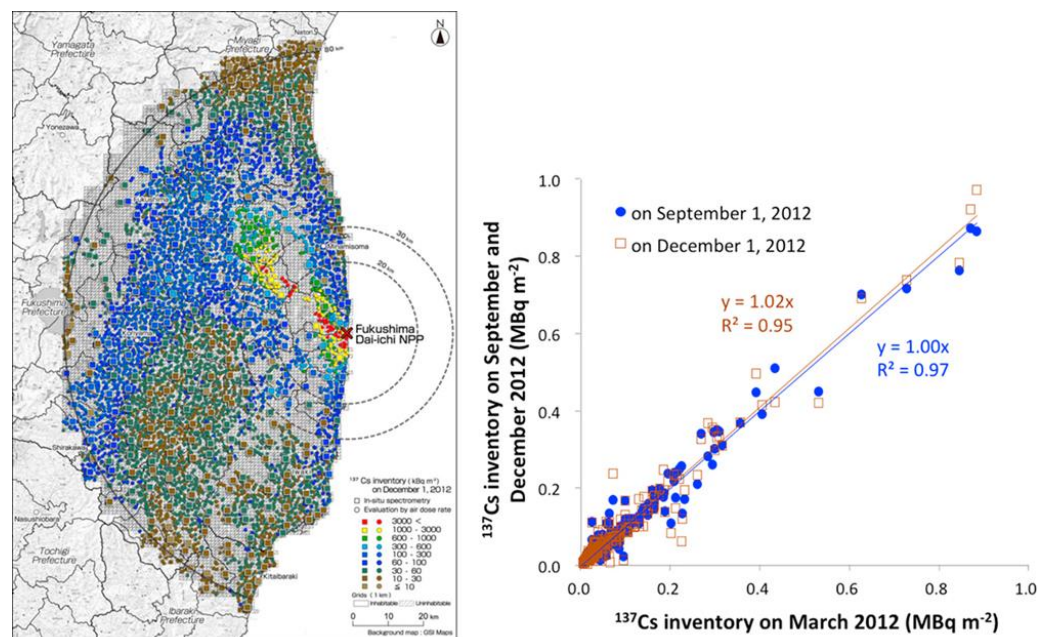 N
Yamagata
Prefecture
Miyagi
Prefecture
Natori
80 km
Yonezawa
30 km
Minamisoma
20 km
Fukushima
Prefecture
Fukushima
Dai-ichi NPP
Shirakawa
Nasushiobara
Tochigi
Prefecture
Kitaibaraki
Ibaraki
Prefecture
¹³⁷Cs inventory (kBq m⁻²)
on December 1, 2012
In-situ spectrometry
Evaluation by air dose rate
3000 <
1000 - 3000
600 - 1000
300 - 600
100 - 300
60 - 100
30 - 60
10 - 30
≦ 10
Grids (1 km)
Inhabitable Uninhabitable
0 10 20
km
Background map : GSI Maps
¹³⁷Cs inventory on September and
December 2012 (MBq m⁻²)
1.0
0.8
0.6
0.4
0.2
0.0
on September 1, 2012
on December 1, 2012
y = 1.02x
R² = 0.95
y = 1.00x
R² = 0.97
0.0 0.2 0.4 0.6 0.8 1.0
¹³⁷Cs inventory on March 2012 (MBq m⁻²)